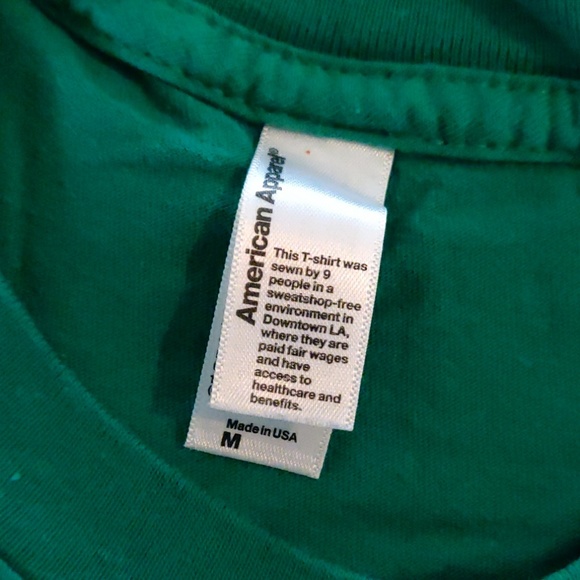 American Apparel®
This T-shirt was
sewn by 9
people in a
sweatshop-free
environment in
Downtown LA,
where they are
paid fair wages
and have
access to
healthcare and
benefits.
Made in USA
M